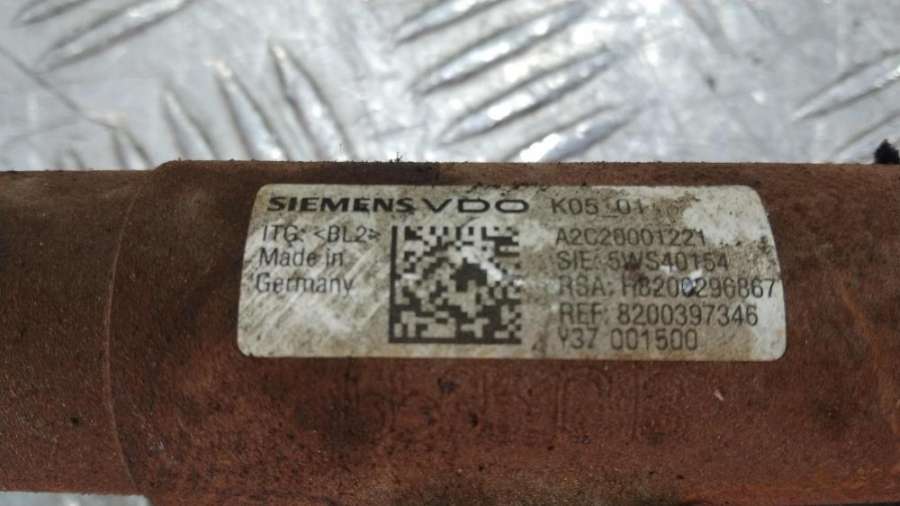 SIEMENS VDO K05_01
ITG: <BL2> A2C20001221
Made in SIE: 5WS40154
Germany RSA: H8200296867
REF: 8200397346
Y37 001500